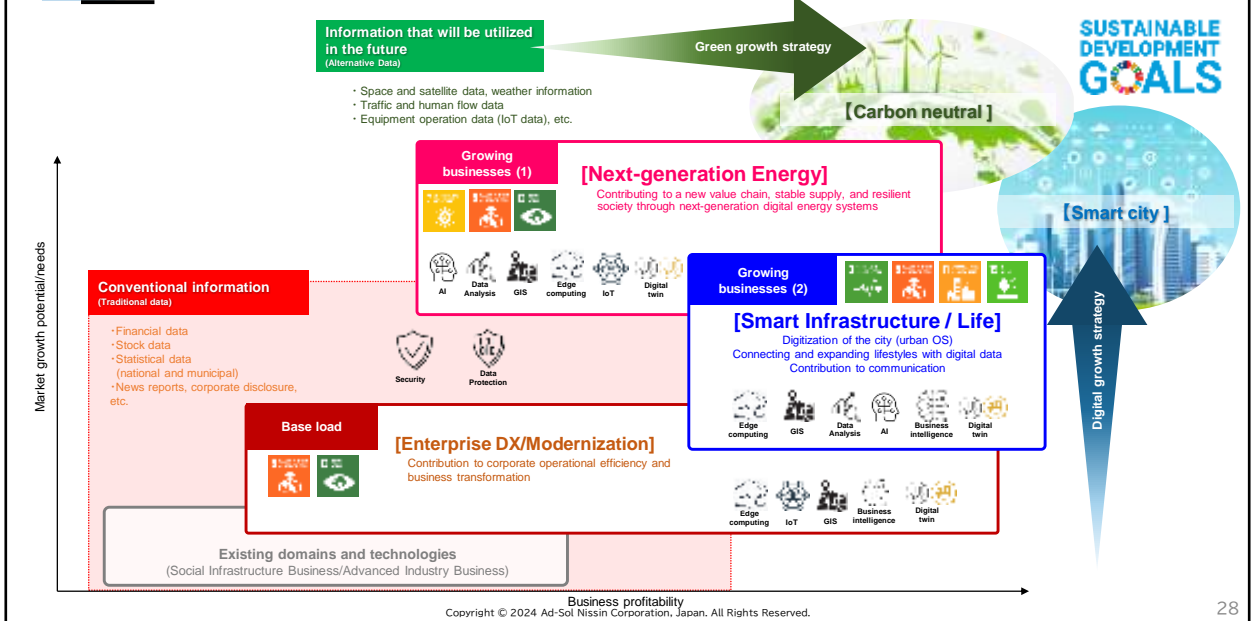 Information that will be utilized
in the future
(Alternative Data)
・Space and satellite data, weather information
・Traffic and human flow data
・Equipment operation data (IoT data), etc.
Green growth strategy
SUSTAINABLE
DEVELOPMENT
GOALS
【Carbon neutral】
【Smart city】
Growing
businesses (1)
[Next-generation Energy]
Contributing to a new value chain, stable supply, and resilient
society through next-generation digital energy systems
AI
Data
Analysis
GIS
Edge
computing
IoT
Digital
twin
Growing
businesses (2)
[Smart Infrastructure / Life]
Digitization of the city (urban OS)
Connecting and expanding lifestyles with digital data
Contribution to communication
Edge
computing
GIS
Data
Analysis
AI
Business
intelligence
Digital
twin
Digital growth strategy
Market growth potential/needs
Conventional information
(Traditional data)
・Financial data
・Stock data
・Statistical data
(national and municipal)
・News reports, corporate disclosure,
etc.
Security
Data
Protection
Base load
[Enterprise DX/Modernization]
Contribution to corporate operational efficiency and
business transformation
Edge
computing
IoT
GIS
Business
intelligence
Digital
twin
Existing domains and technologies
(Social Infrastructure Business/Advanced Industry Business)
Business profitability
Copyright © 2024 Ad-Sol Nissin Corporation, Japan. All Rights Reserved.
28